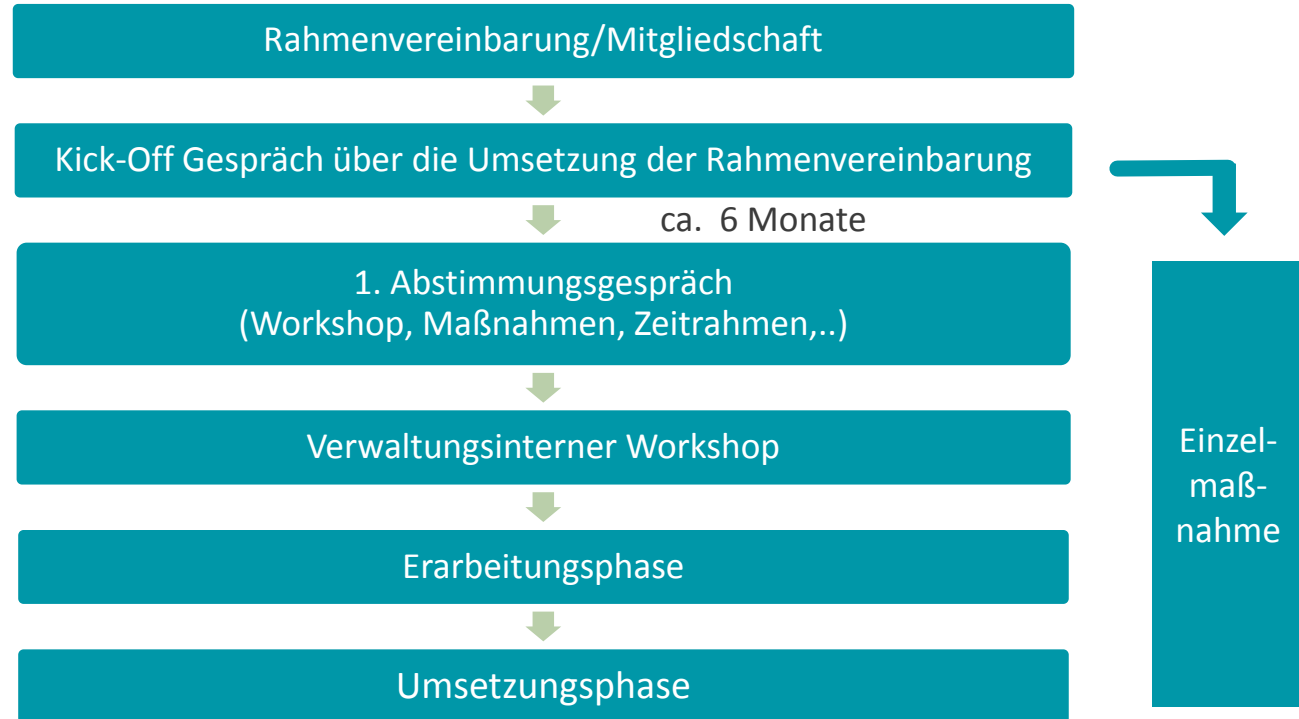 Rahmenvereinbarung/Mitgliedschaft
Kick-Off Gespräch über die Umsetzung der Rahmenvereinbarung
ca. 6 Monate
1. Abstimmungsgespräch
(Workshop, Maßnahmen, Zeitrahmen,..)
Verwaltungsinterner Workshop
Erarbeitungsphase
Umsetzungsphase
Einzel-
maß-
nahme